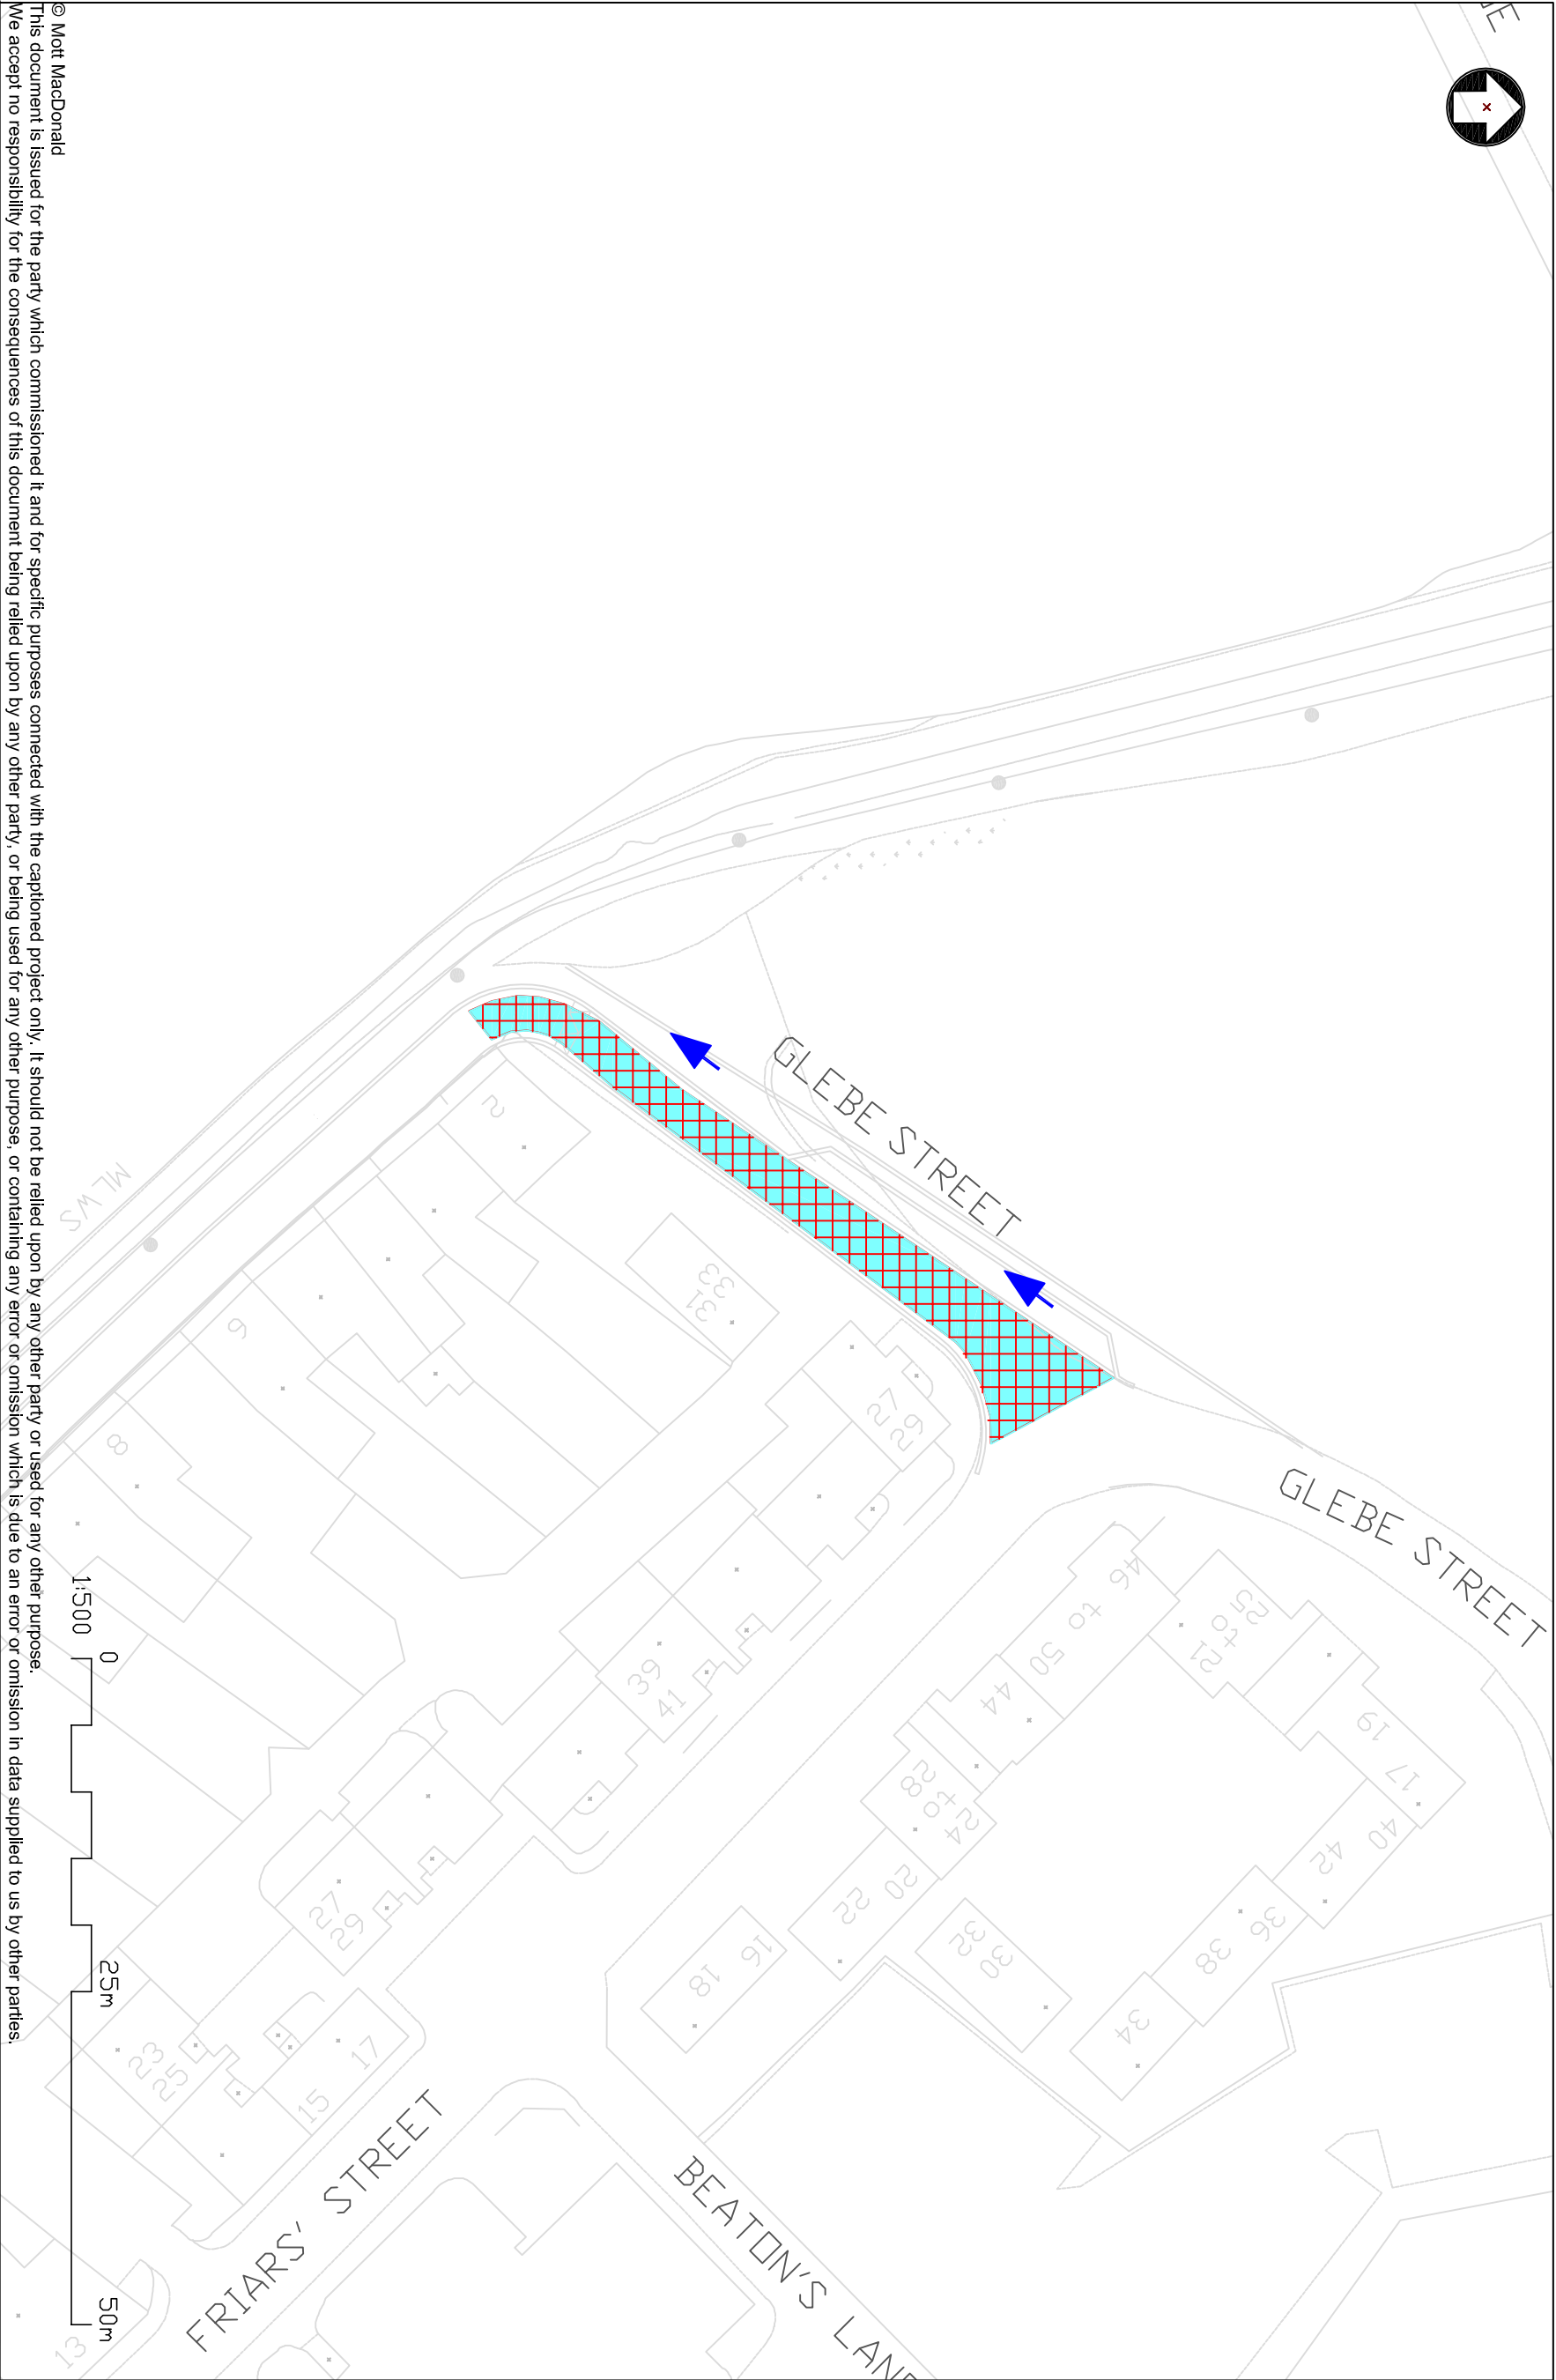 © Mott MacDonald
This document is issued for the party which commissioned it and for specific purposes connected with the captioned project only. It should not be relied upon by any other party or used for any other purpose.
We accept no responsibility for the consequences of this document being relied upon by any other party, or being used for any other purpose, or containing any error or omission which is due to an error or omission in data supplied to us by other parties.
GLEBE STREET
GLEBE STREET
BEATON'S LANE
FRIARS' STREET
MLWS
2
6
8
33
31
27
29
39
41
27
29
23
25
15
17
13
46 to 50
44
28
to
24
20
22
16
18
30
32
25
to
21
19
17
40
42
36
38
34
1:500
0
25m
50m